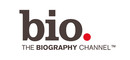 bio.
THE BIOGRAPHY CHANNEL™